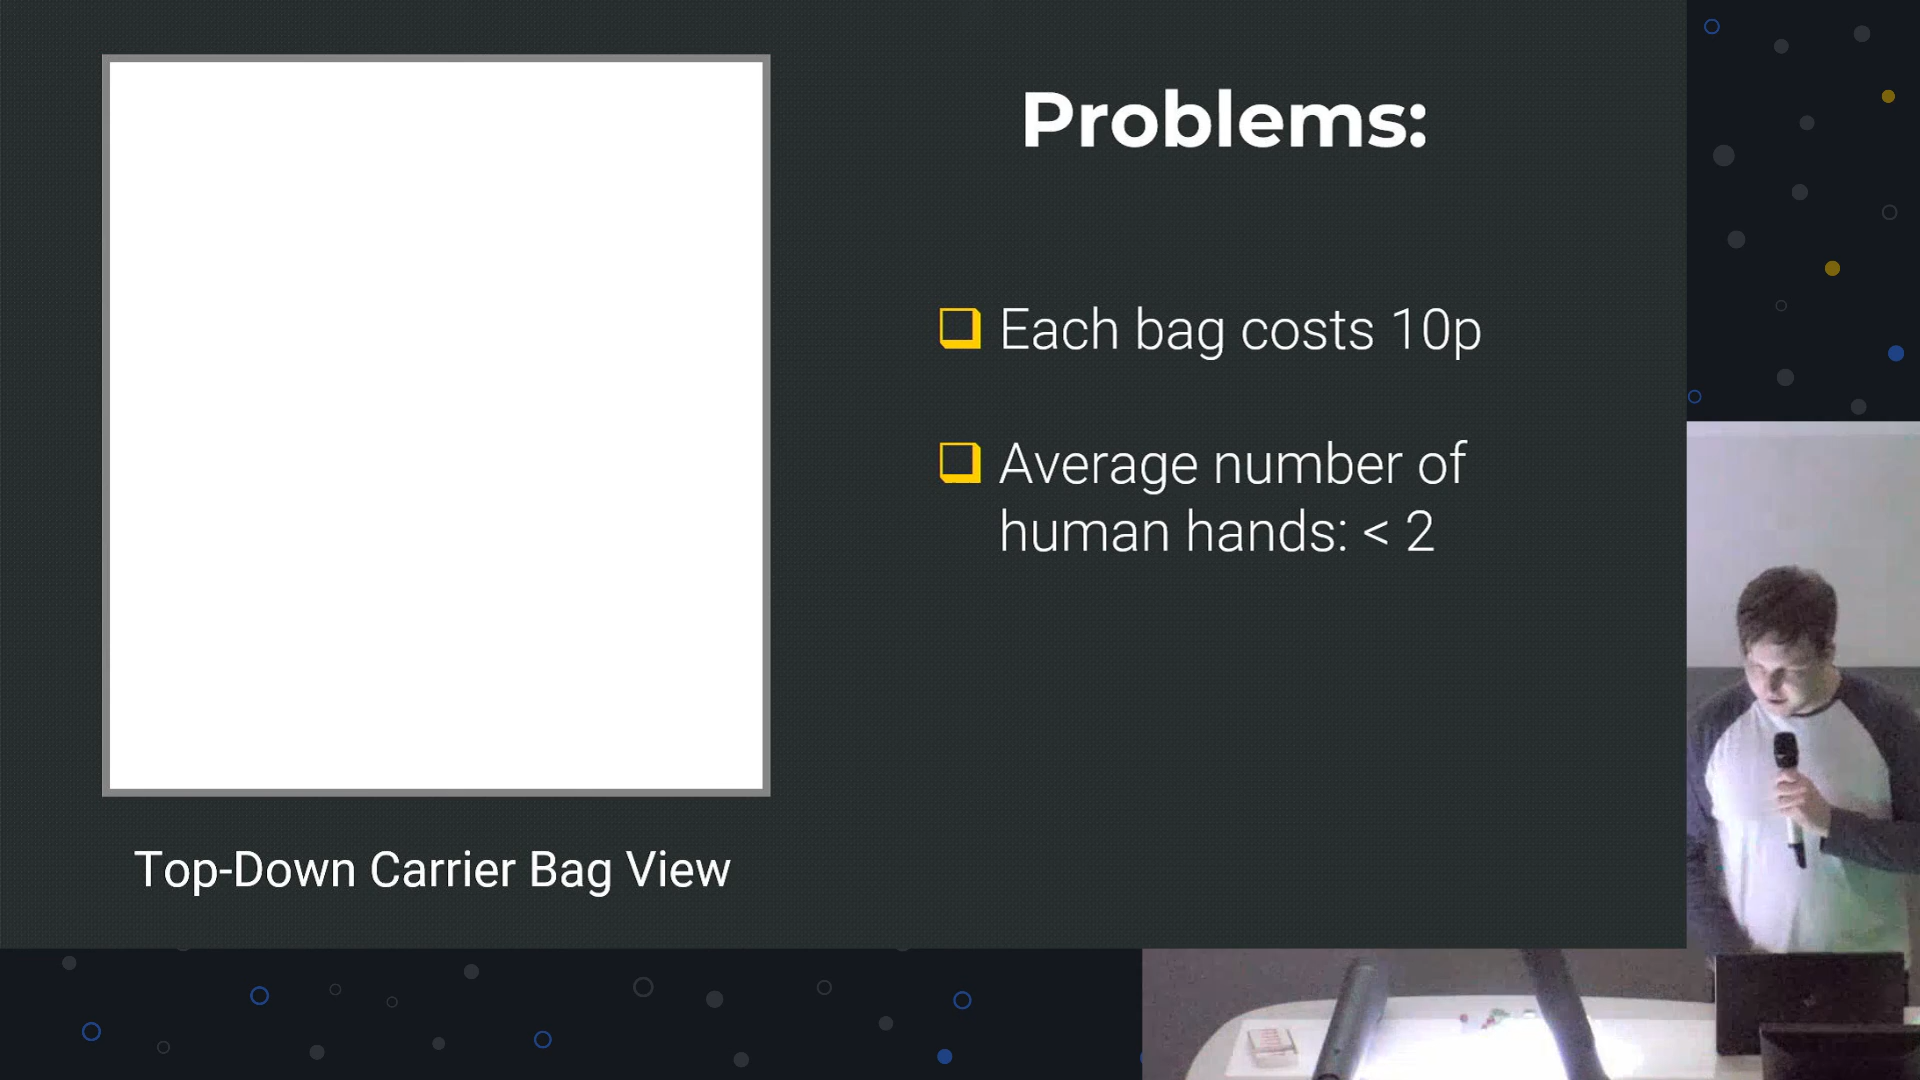 Problems:
Each bag costs 10p
Average number of
human hands: < 2
Top-Down Carrier Bag View